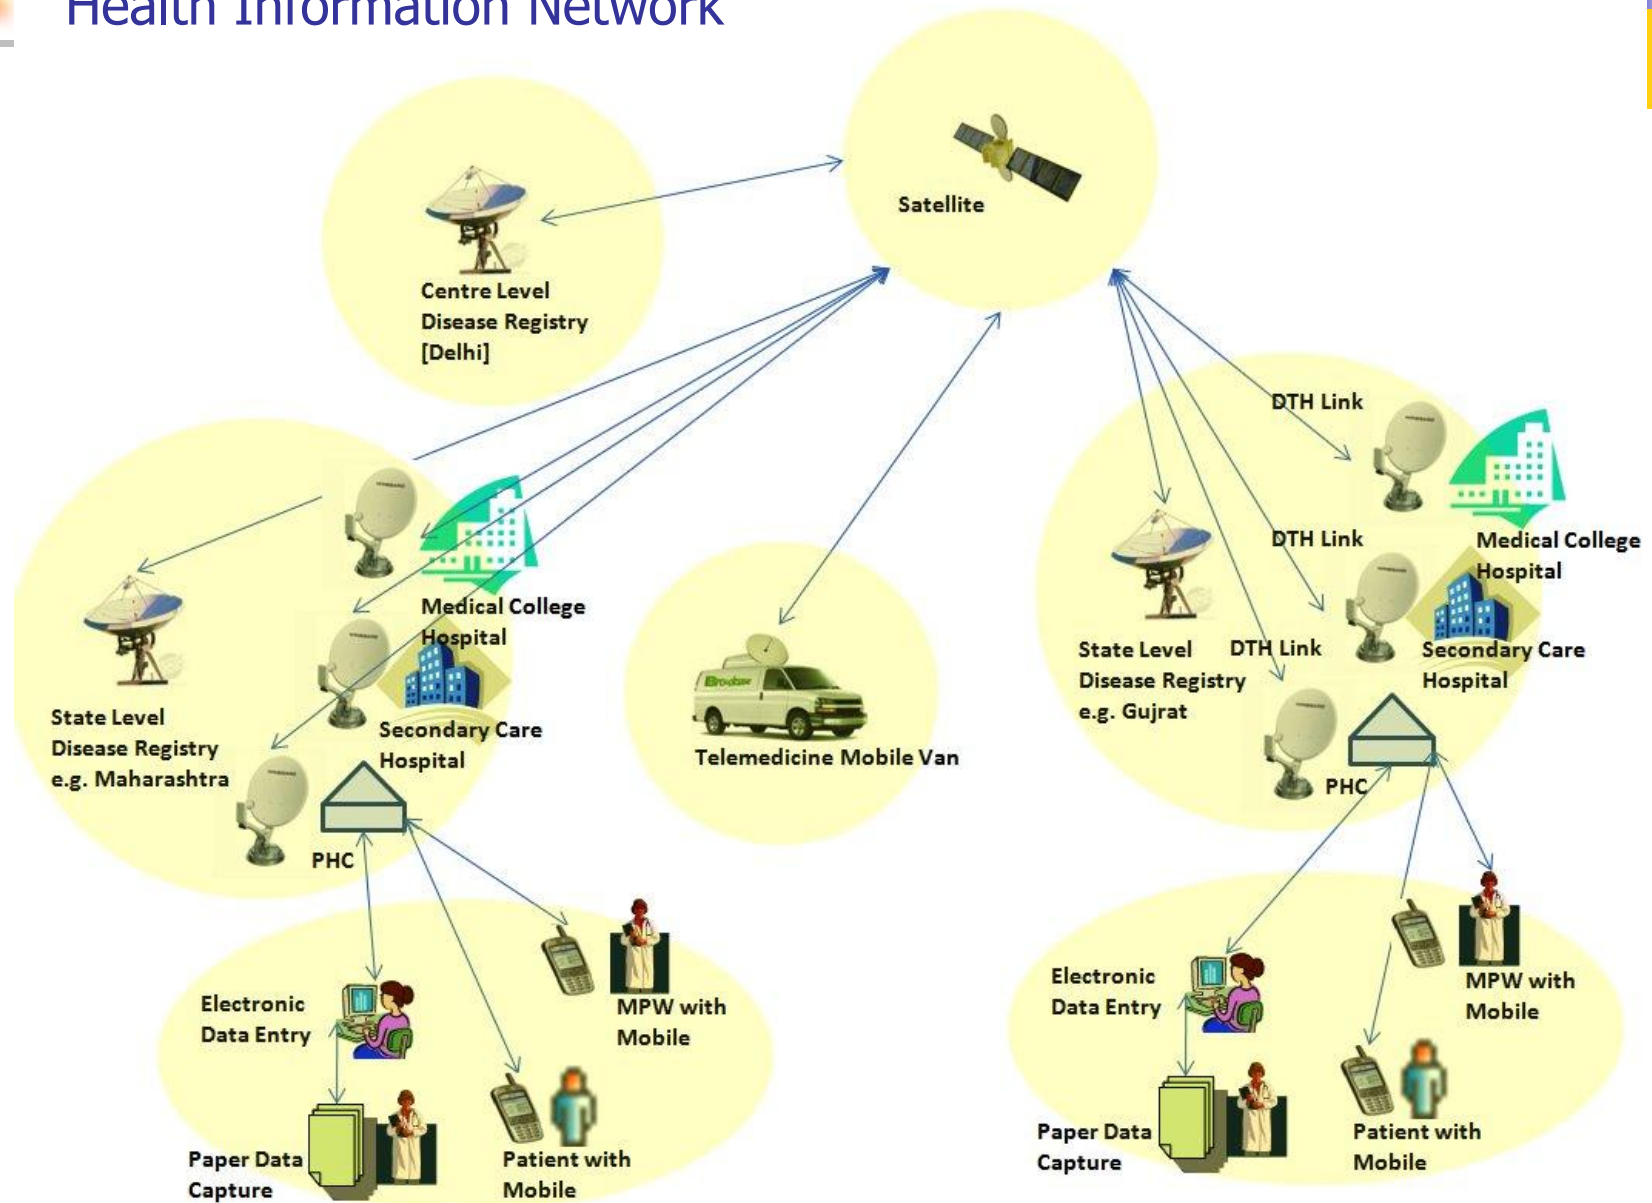 Health Information Network
Satellite
Centre Level
Disease Registry
[Delhi]
DTH Link
DTH Link
Medical College
Hospital
Medical College
Hospital
State Level
Disease Registry
e.g. Gujrat
DTH Link
Secondary Care
Hospital
State Level
Disease Registry
e.g. Maharashtra
Secondary Care
Hospital
Telemedicine Mobile Van
PHC
PHC
Electronic
Data Entry
MPW with
Mobile
Electronic
Data Entry
MPW with
Mobile
Paper Data
Capture
Patient with
Mobile
Paper Data
Capture
Patient with
Mobile